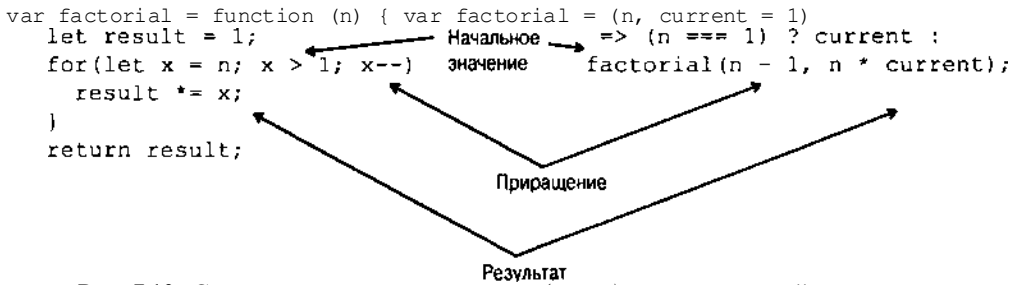 var factorial = function (n) { var factorial = (n, current = 1)
let result = 1; Начальное => (n === 1) ? current :
for(let x = n; x > 1; x--) значение factorial(n - 1, n * current);
result *= x;
}
return result;
Приращение
Результат